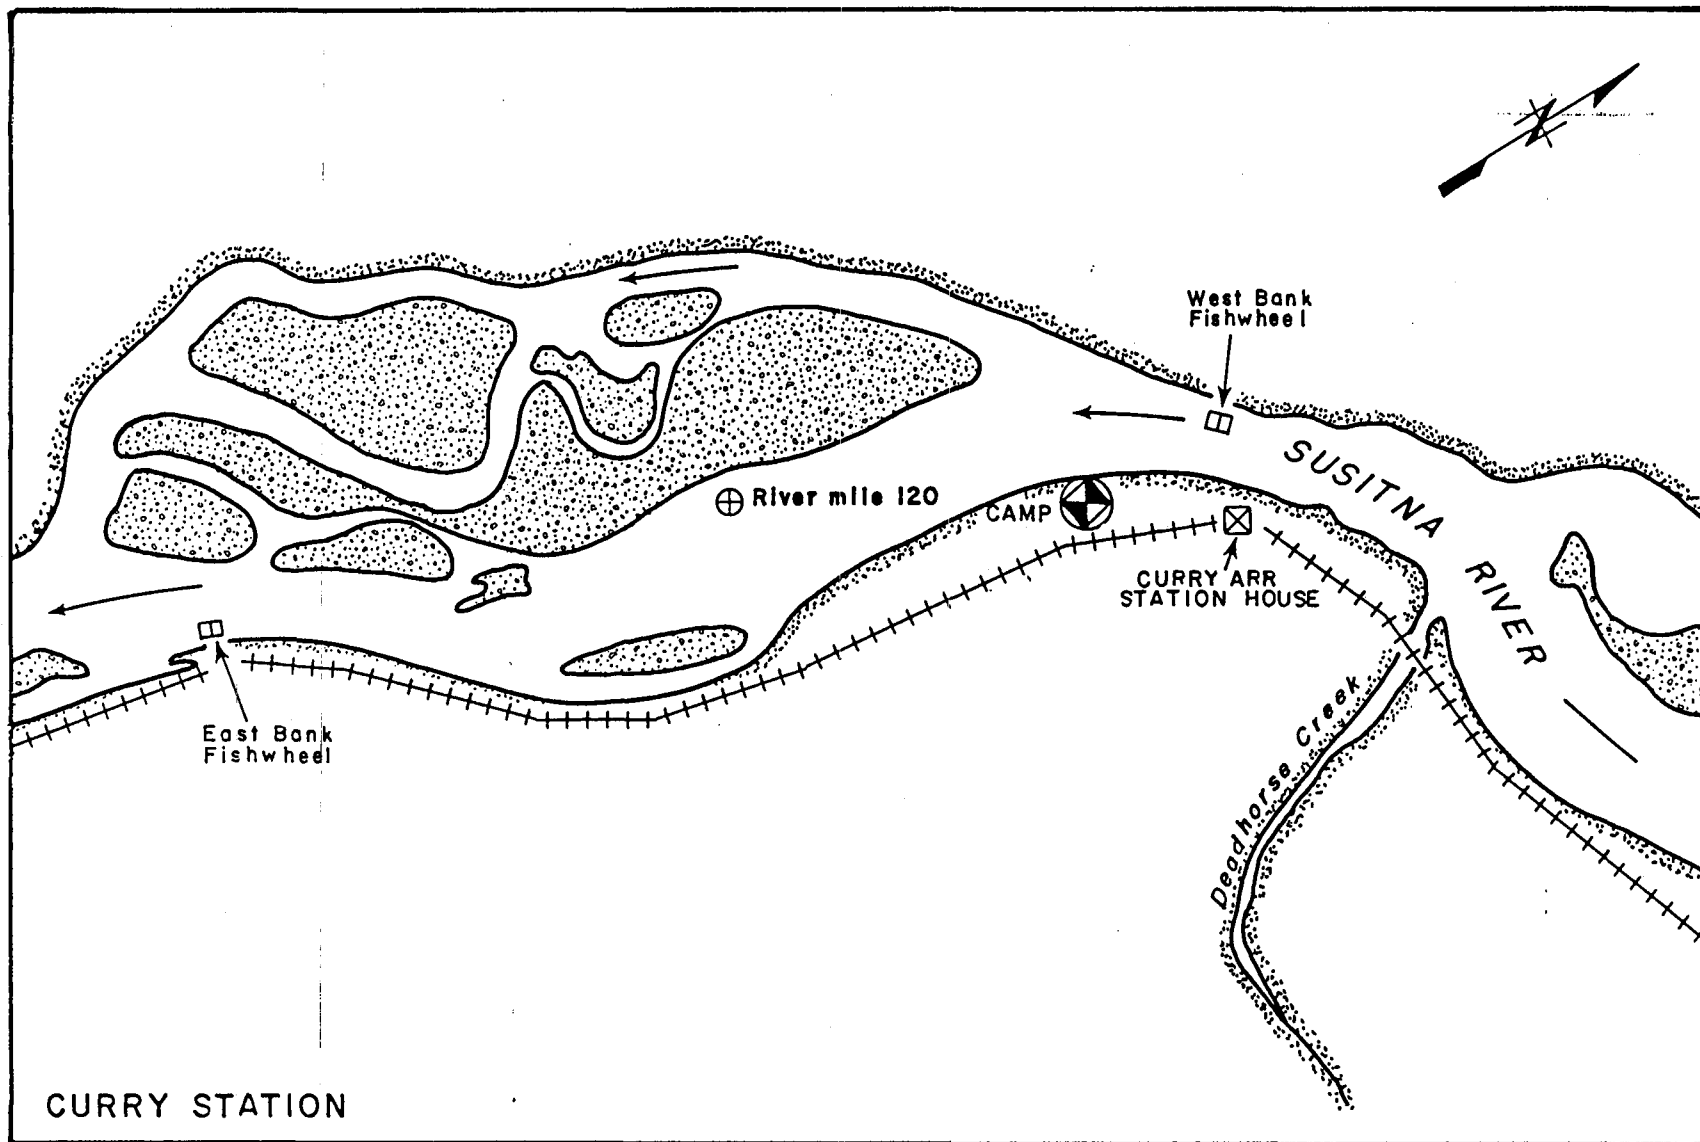 N
West Bank
Fishwheel
SUSITNA
RIVER
River mile 120
CAMP
CURRY ARR
STATION HOUSE
East Bank
Fishwheel
Deadhorse Creek
CURRY STATION